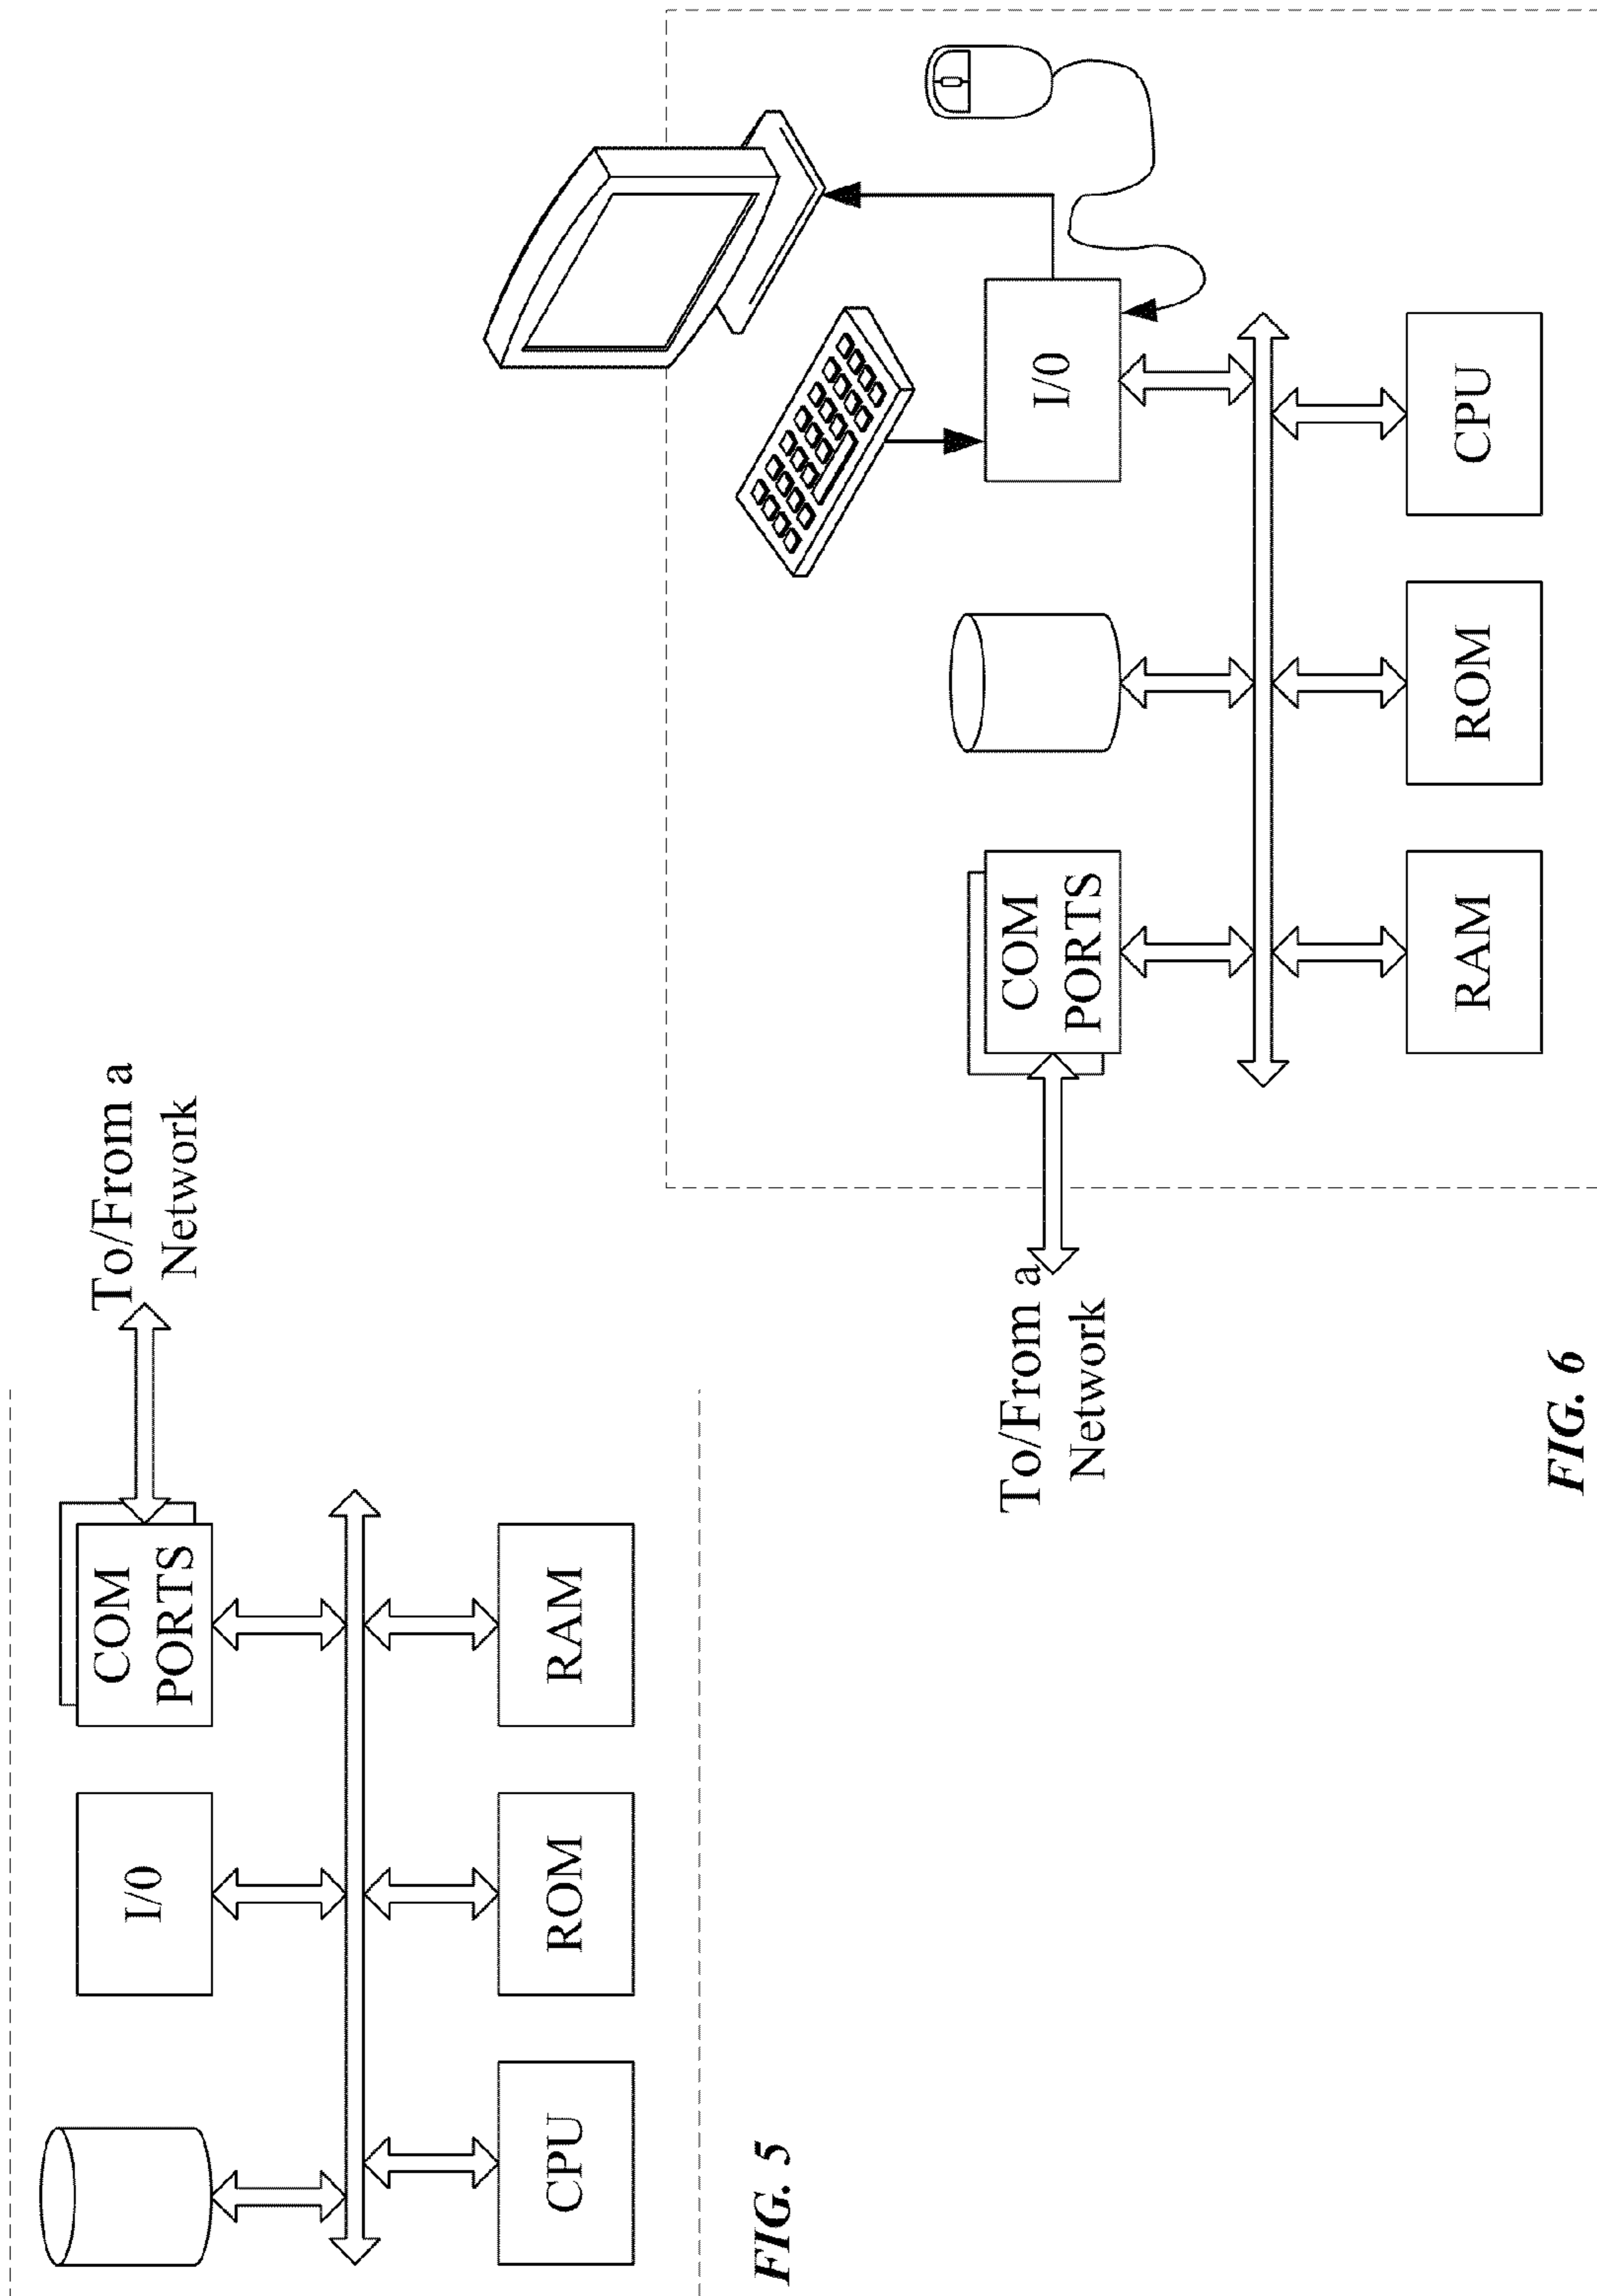 I/0
COM
PORTS
To/From a
Network
CPU
ROM
RAM
FIG. 5
To/From a
Network
COM
PORTS
I/0
RAM
ROM
CPU
FIG. 6